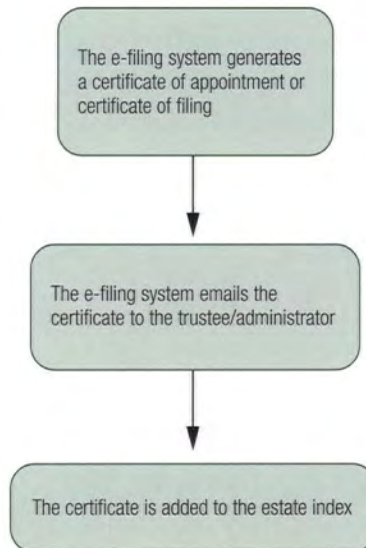 The e-filing system generates
a certificate of appointment or
certificate of filing
The e-filing system emails the
certificate to the trustee/administrator
The certificate is added to the estate index